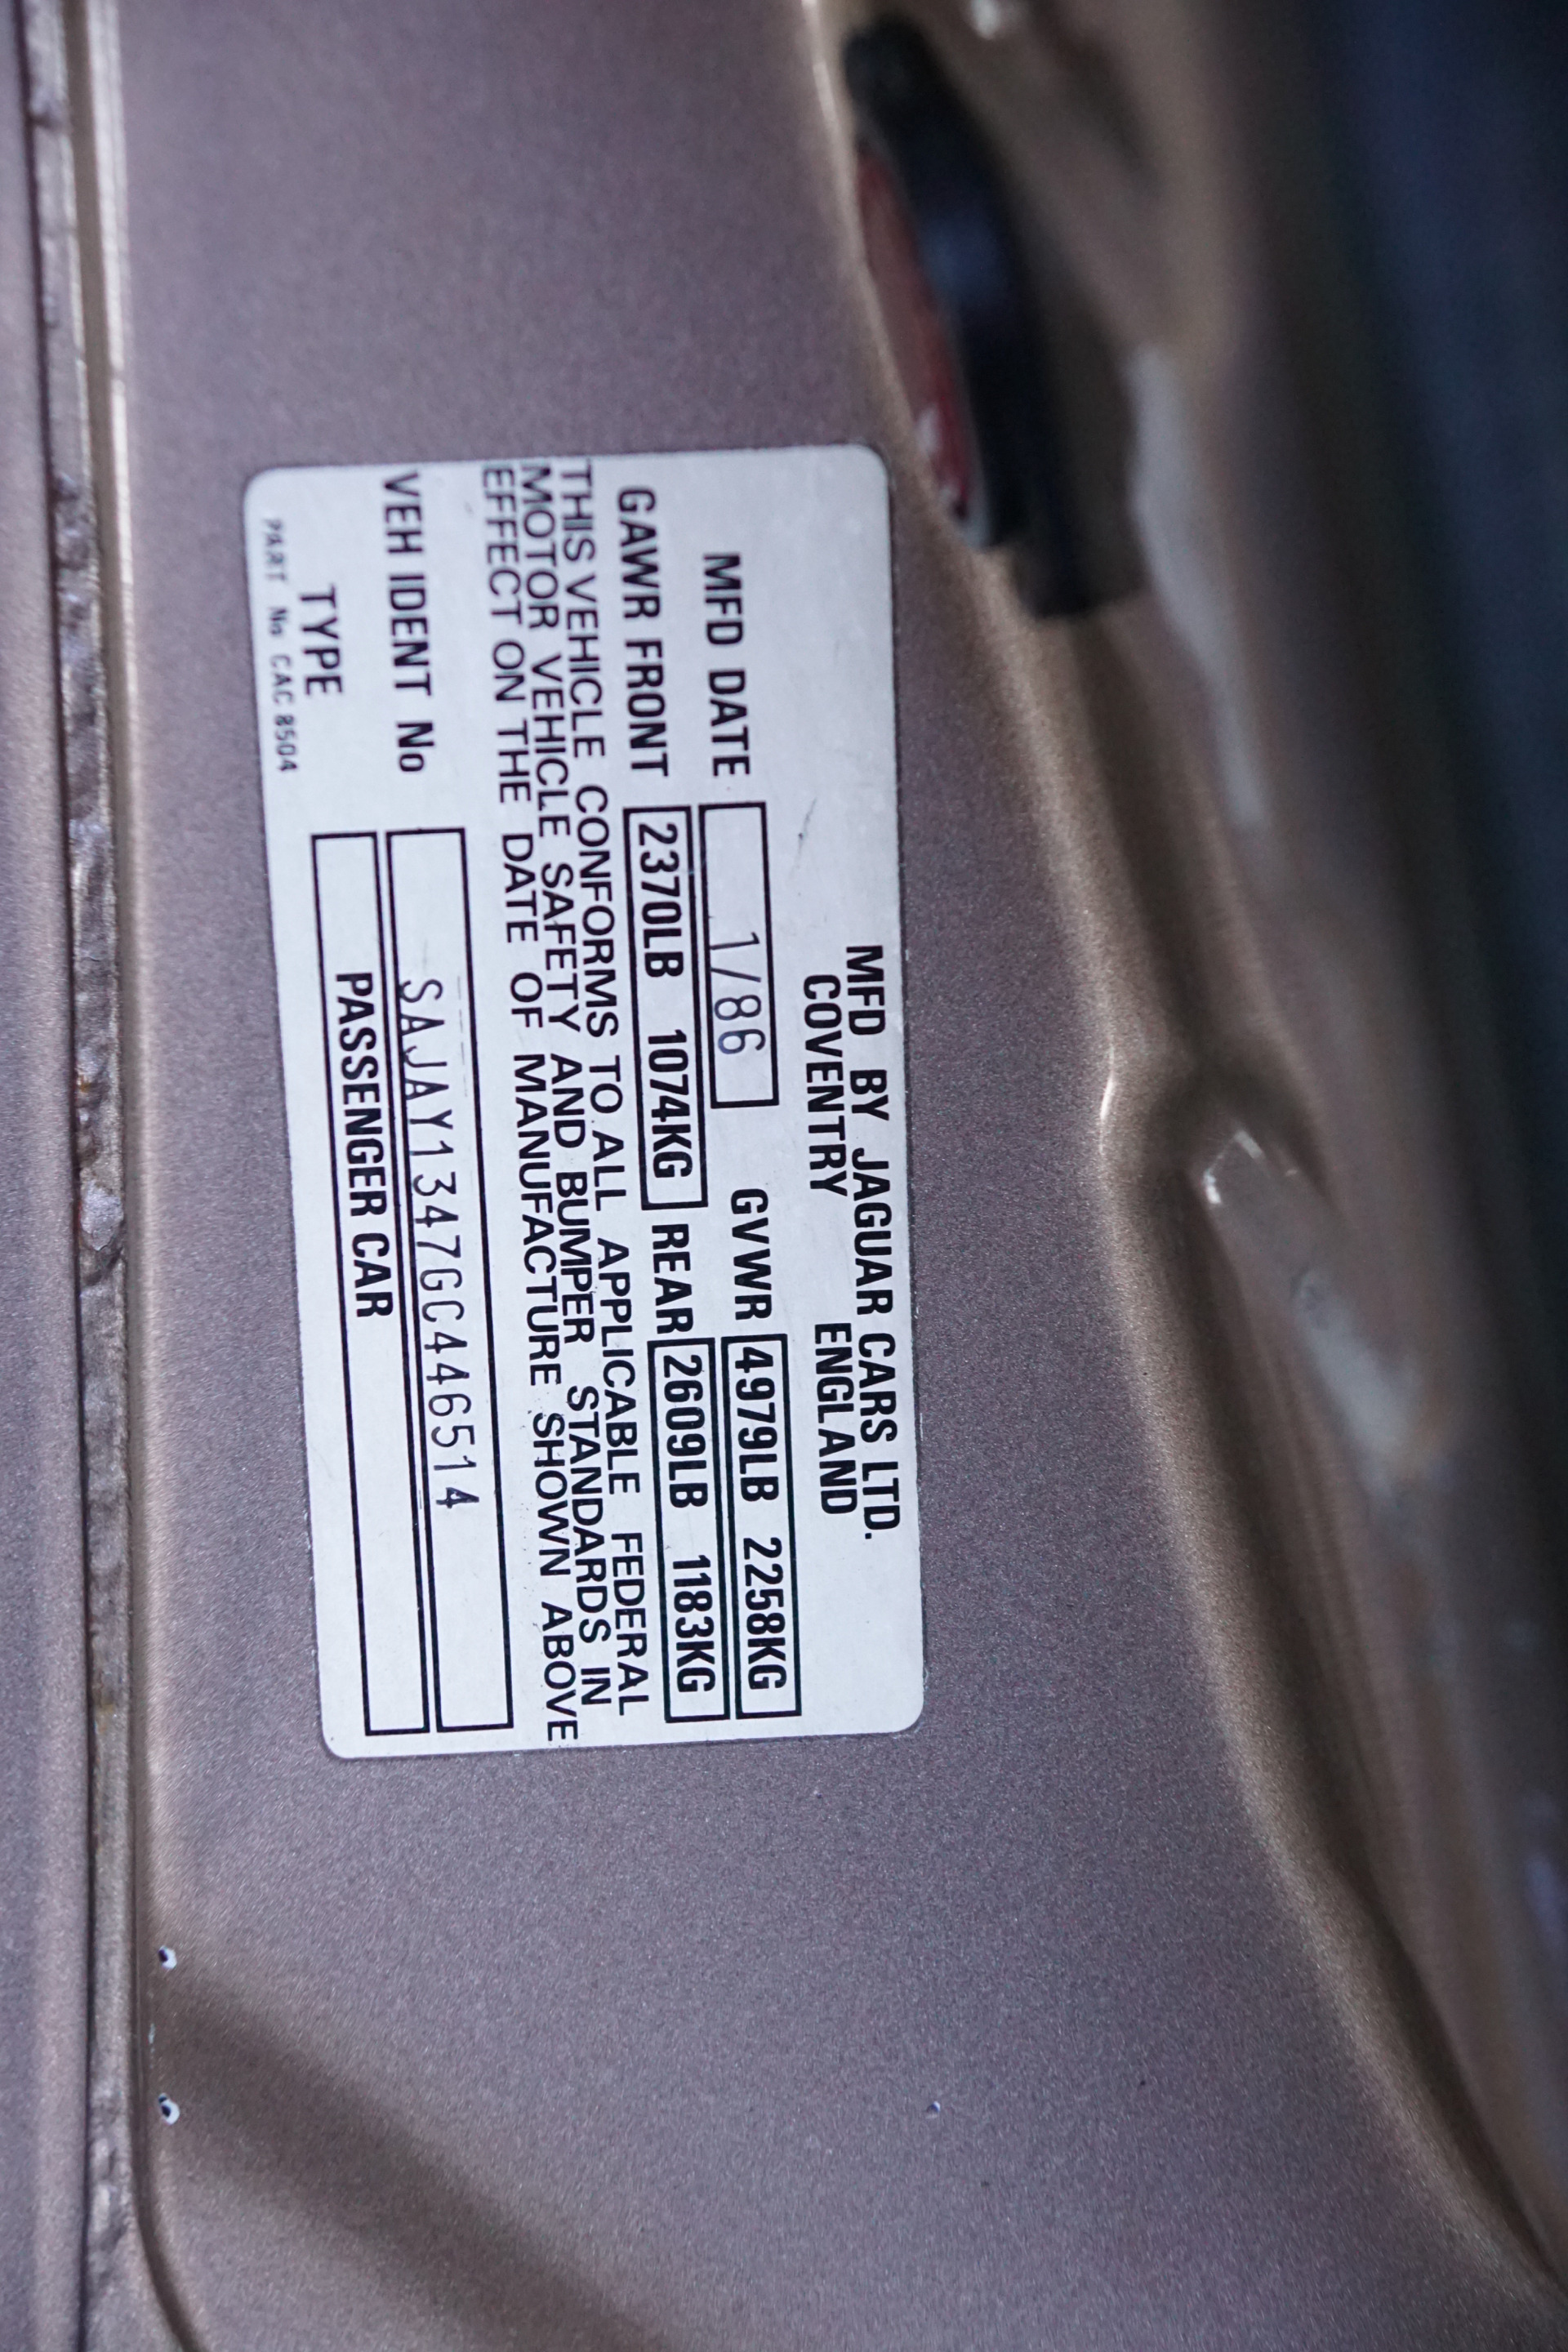 MFD BY JAGUAR CARS LTD.
COVENTRY ENGLAND
MFD DATE 1/86 GVWR 4979LB 2258KG
GAWR FRONT 2370LB 1074KG REAR 2609LB 1183KG
THIS VEHICLE CONFORMS TO ALL APPLICABLE FEDERAL
MOTOR VEHICLE SAFETY AND BUMPER STANDARDS IN
EFFECT ON THE DATE OF MANUFACTURE SHOWN ABOVE
VEH IDENT No SAJAY1347GC446514
TYPE PASSENGER CAR
PART No CAC 8504